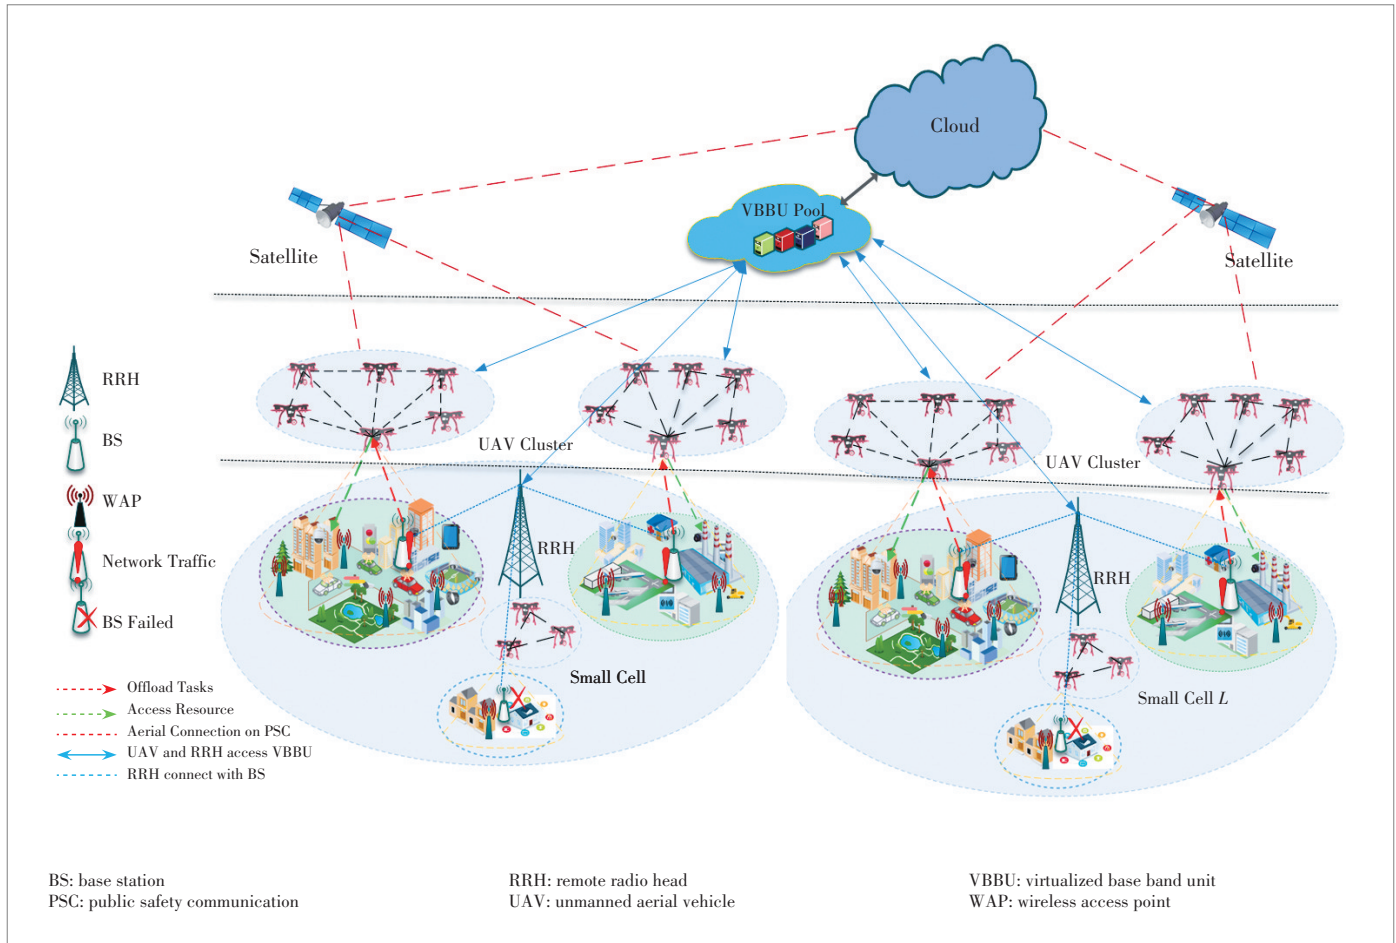 Cloud
VBBU Pool
Satellite
Satellite
RRH
UAV Cluster
UAV Cluster
BS
WAP
RRH
RRH
Network Traffic
BS Failed
Small Cell
Small Cell L
Offload Tasks
Access Resource
Aerial Connection on PSC
UAV and RRH access VBBU
RRH connect with BS
BS: base station
PSC: public safety communication
RRH: remote radio head
UAV: unmanned aerial vehicle
VBBU: virtualized base band unit
WAP: wireless access point